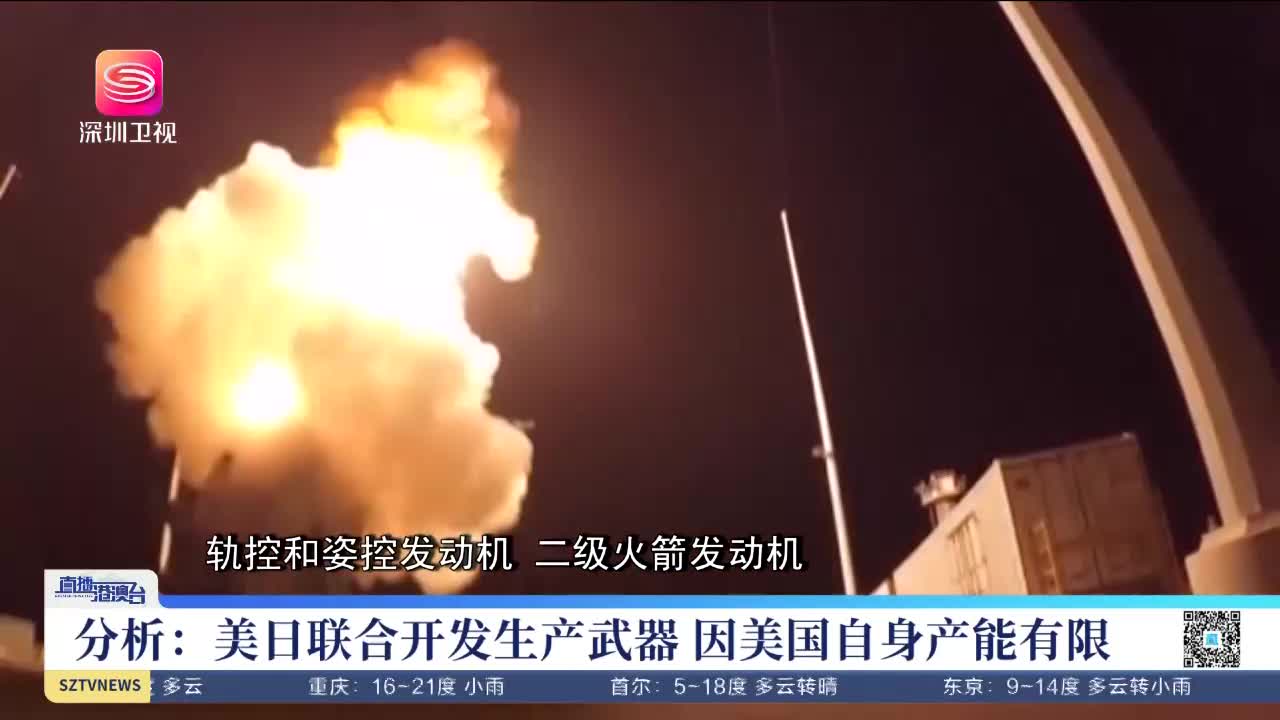 深圳卫视
轨控和姿控发动机 二级火箭发动机
直播港澳台
分析：美日联合开发生产武器 因美国自身产能有限
SZTVNEWS
多云 重庆：16~21度 小雨 首尔：5~18度 多云转晴 东京：9~14度 多云转小雨